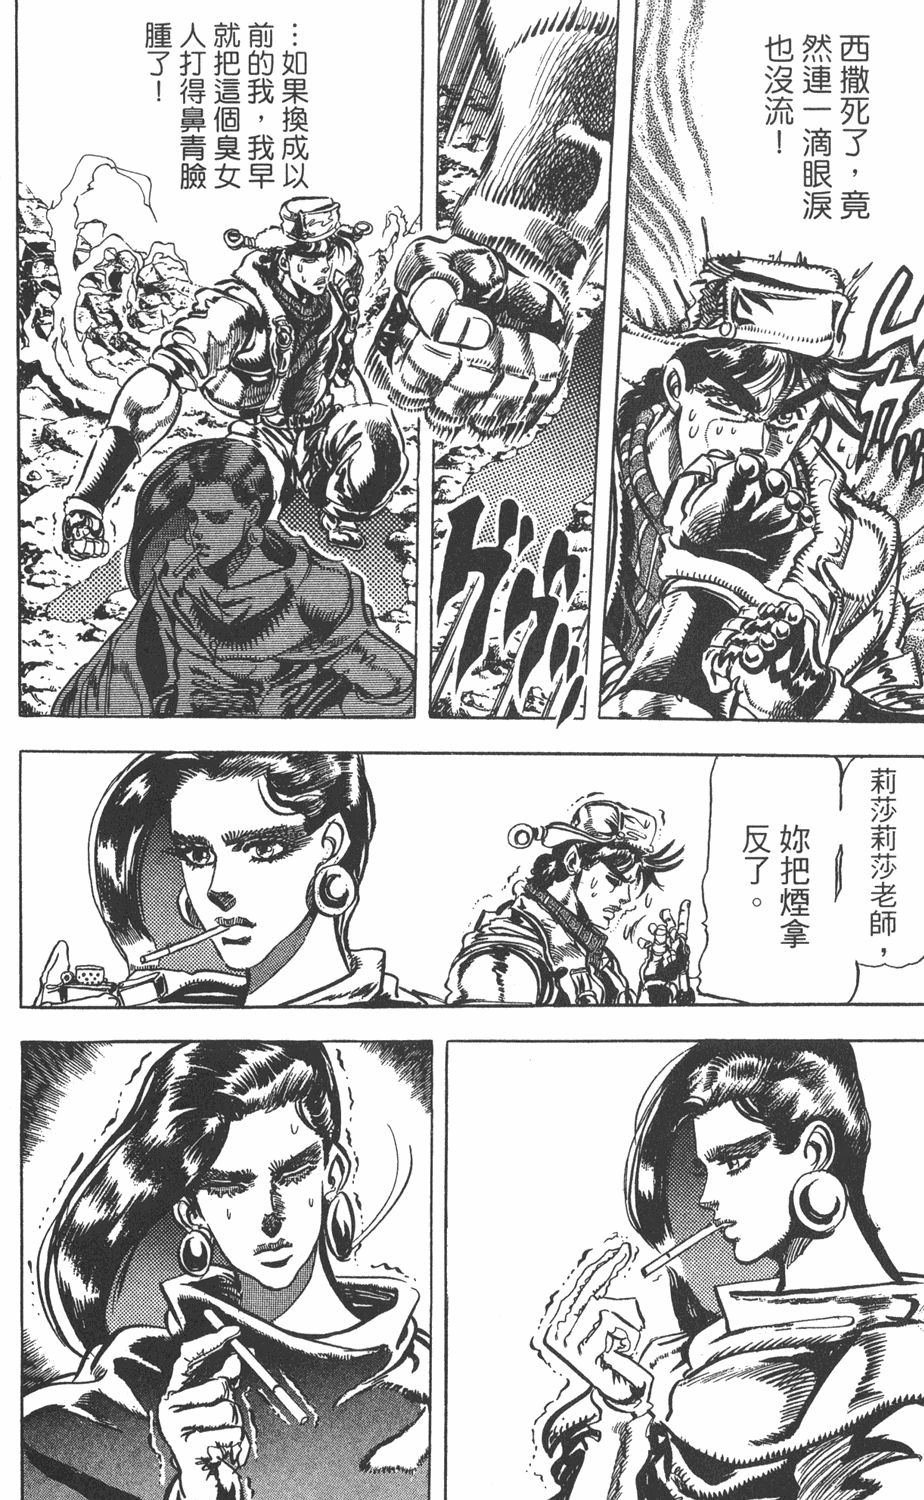 西撒死了，竟
然連一滴眼淚
也沒流！
…如果換成以
前的我，我早
就把這個臭女
人打得鼻青臉
腫了！
莉莎莉莎老師，
妳把煙拿
反了。